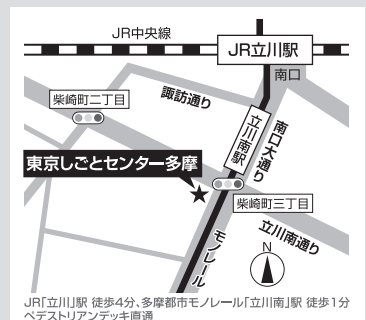 JR中央線
JR立川駅
南口
柴崎町二丁目
諏訪通り
立川南駅
南口大通り
東京しごとセンター多摩
柴崎町三丁目
立川南通り
モノレール
N
JR「立川」駅 徒歩4分、多摩都市モノレール「立川南」駅 徒歩1分
ペデストリアンデッキ直通